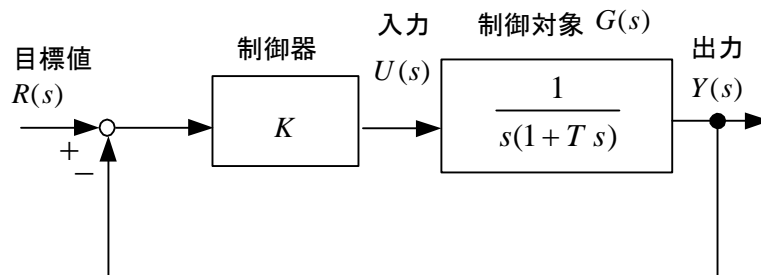 目標値
R(s)
+
−
制御器
K
入力
U(s)
制御対象 G(s)
1
s(1+T s)
出力
Y(s)